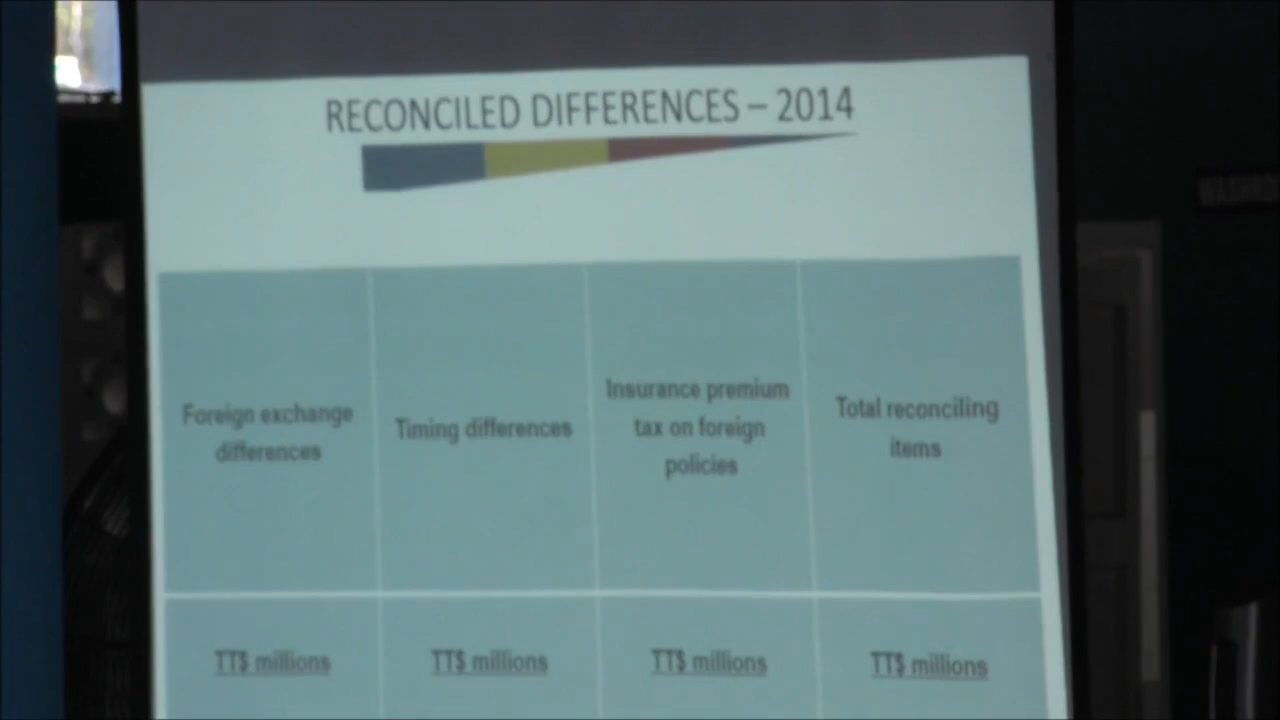 RECONCILED DIFFERENCES – 2014
Foreign exchange
differences
Timing differences
Insurance premium
tax on foreign
policies
Total reconciling
items
TT$ millions
TT$ millions
TT$ millions
TT$ millions